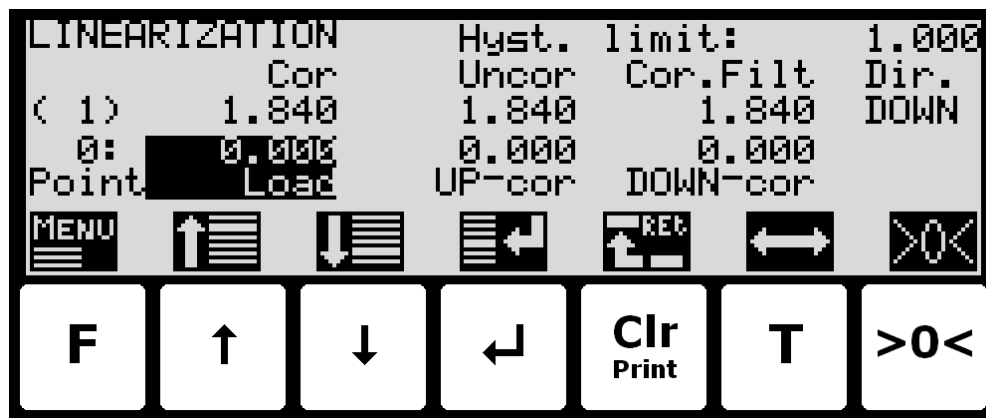 LINEARIZATION Hyst. limit: 1.000
Cor Uncor Cor.Filt Dir.
( 1) 1.840 1.840 1.840 DOWN
0: 0.000 0.000 0.000
Point Load UP-cor DOWN-cor
MENU Ret >0<
F ↑ ↓ ↵ Clr T >0<
Print